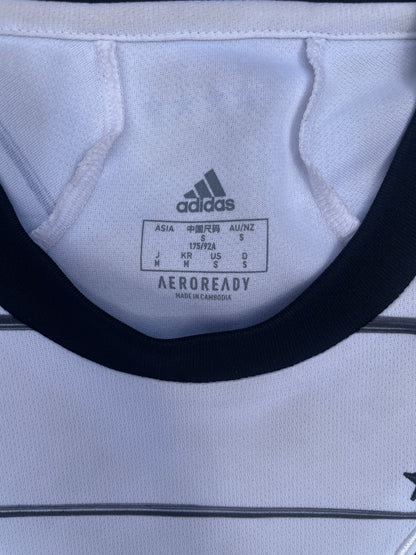 adidas
ASIA 中国尺码 AU/NZ
S S
175/92A
J KR US D
M M S S
AEROREADY
MADE IN CAMBODIA